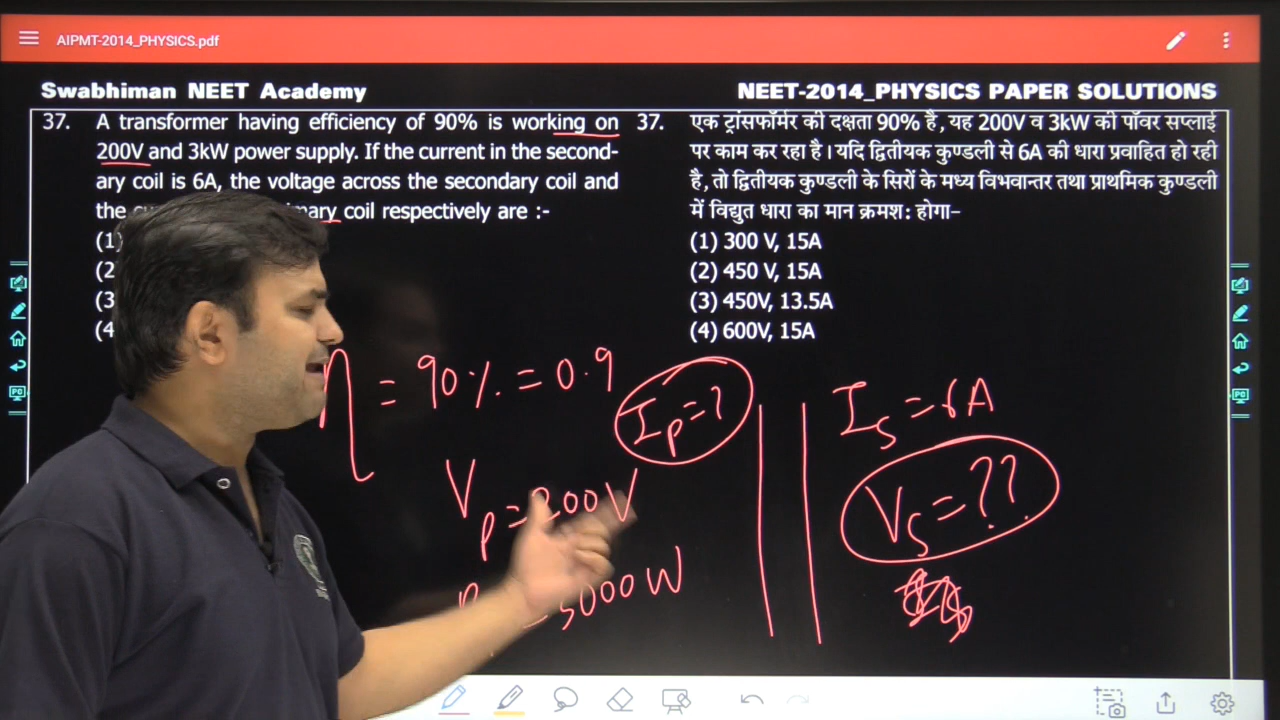 AIPMT-2014_PHYSICS.pdf
Swabhiman NEET Academy
NEET-2014_PHYSICS PAPER SOLUTIONS
37. A transformer having efficiency of 90% is working on
200V and 3kW power supply. If the current in the second-
ary coil is 6A, the voltage across the secondary coil and
the coil respectively are :-
(1)
(2
(3
(4
37. एक ट्रांसफॉर्मर की दक्षता 90% है, यह 200V व 3kW की पॉवर सप्लाई
पर काम कर रहा है। यदि द्वितीयक कुण्डली से 6A की धारा प्रवाहित हो रही
है, तो द्वितीयक कुण्डली के सिरों के मध्य विभवान्तर तथा प्राथमिक कुण्डली
में विद्युत धारा का मान क्रमश: होगा–
(1) 300 V, 15A
(2) 450 V, 15A
(3) 450V, 13.5A
(4) 600V, 15A
η = 90% = 0.9
Ip = ?
Vp = 200V
= 3000 W
Is = 6A
Vs = ??
PC
PC